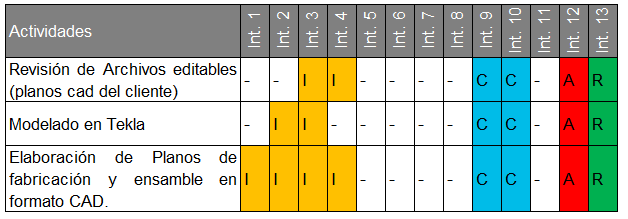 Actividades Int. 1 Int. 2 Int. 3 Int. 4 Int. 5 Int. 6 Int. 7 Int. 8 Int. 9 Int. 10 Int. 11 Int. 12 Int. 13
Revisión de Archivos editables
(planos cad del cliente) - - I I - - - - C C - A R
Modelado en Tekla - I I - - - - - C C - A R
Elaboración de Planos de
fabricación y ensamble en I I I I - - - - C C - A R
formato CAD.